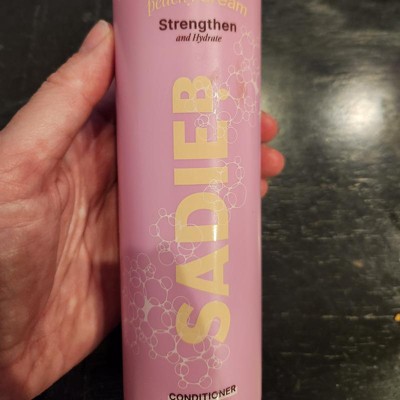 Strengthen
and Hydrate
SADIE B.
CONDITIONER